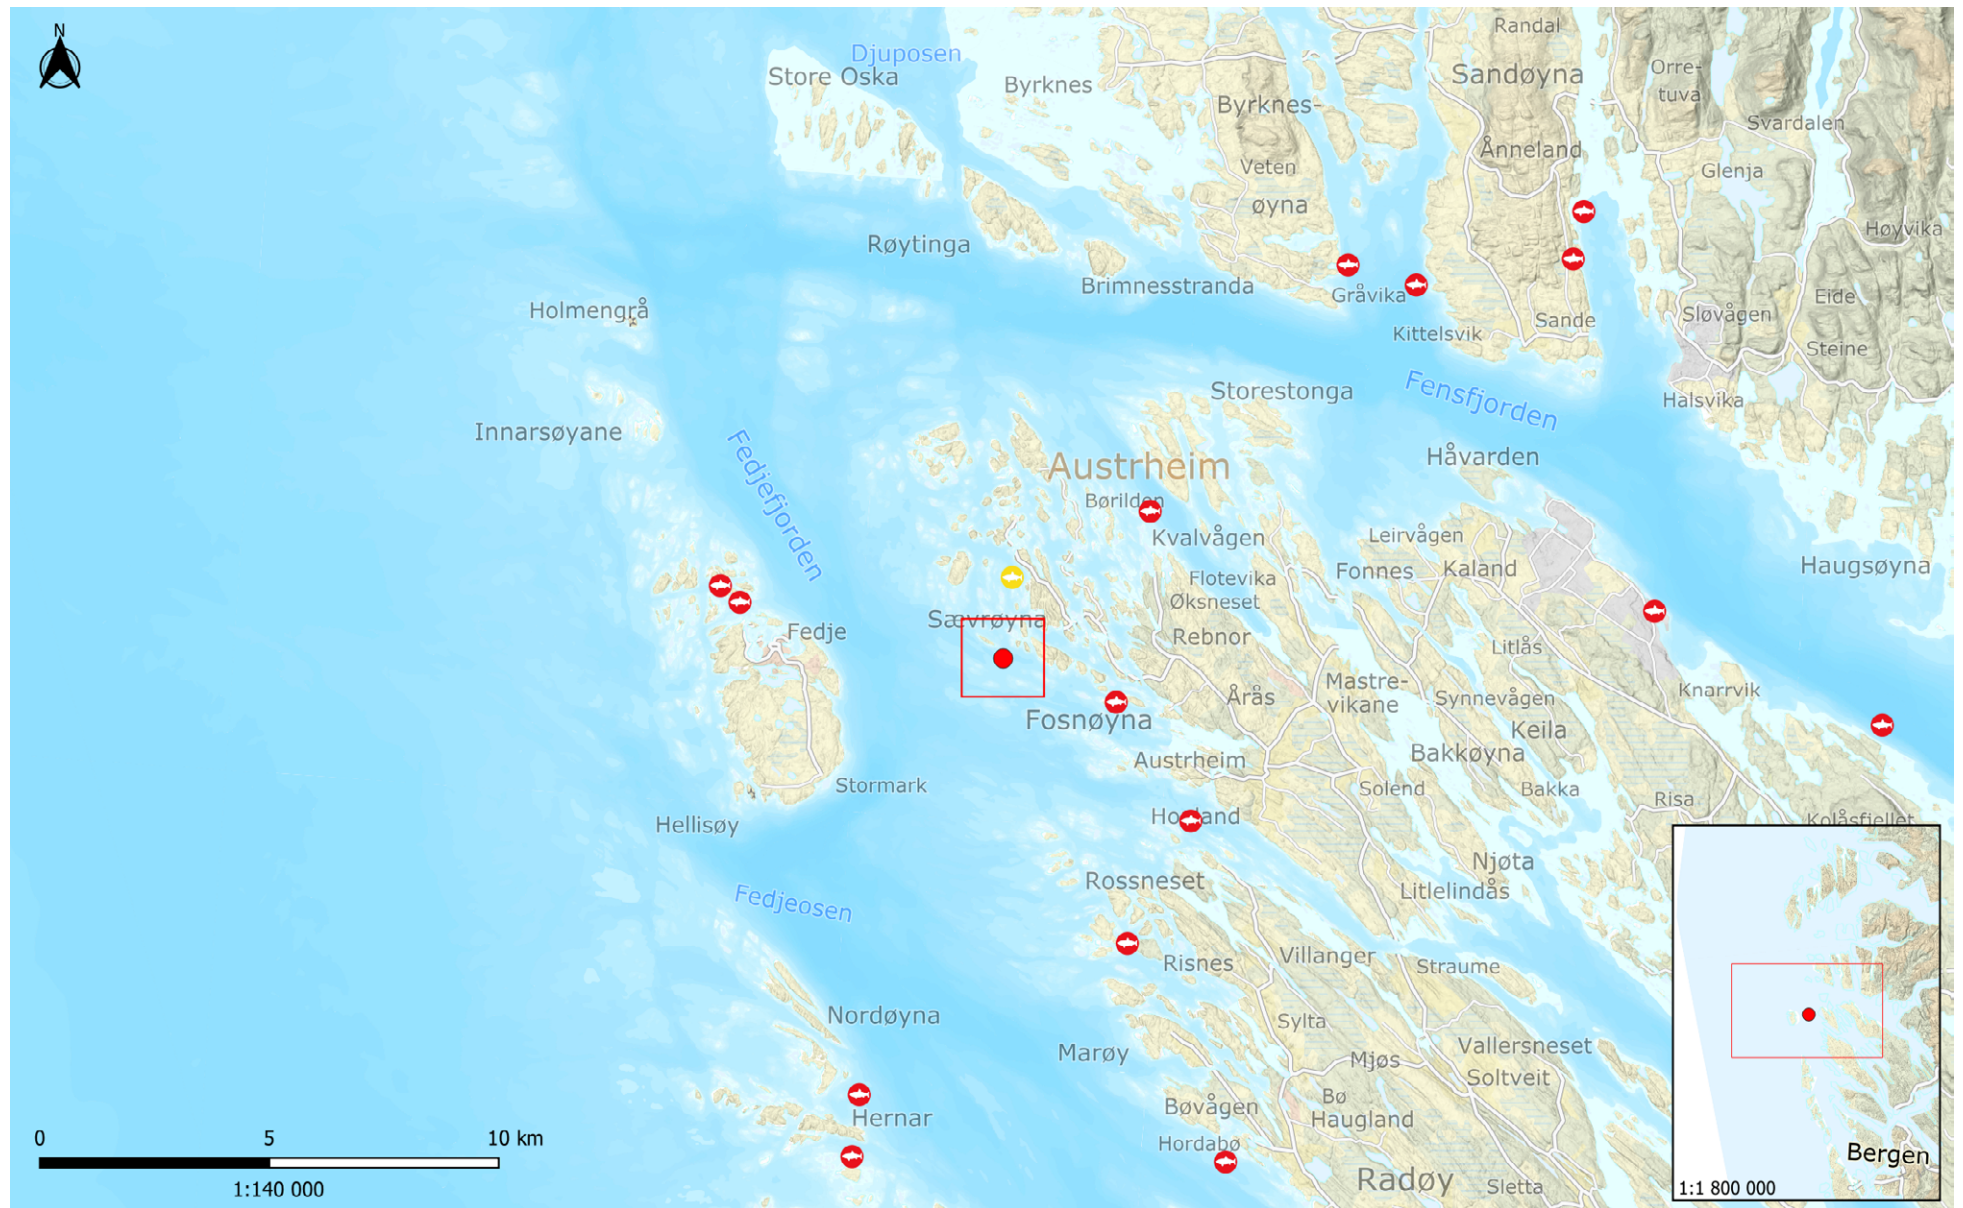 N
Randal
Djuposen
Store Oska
Byrknes
Sandøyna
Orre-
tuva
Byrknes-
øyna
Svardalen
Ånneland
Veten
Glenja
Røytinga
Høyvika
Brimnesstranda
Gråvika
Eide
Holmengrå
Sløvågen
Sande
Kittelsvik
Steine
Storestonga
Fensfjorden
Halsvika
Innarsøyane
Fedjefjorden
Austrheim
Håvarden
Børilden
Kvalvågen
Leirvågen
Haugsøyna
Fonnes
Kaland
Flotevika
Øksneset
Sævrøyna
Fedje
Rebnor
Litlås
Årås
Mastre-
vikane
Synnevågen
Knarrvik
Fosnøyna
Keila
Bakkøyna
Austrheim
Stormark
Solend
Bakka
Risa
Hellisøy
Kolåsfjellet
Njøta
Rossneset
Litlelindås
Fedjeosen
Risnes
Villanger
Straume
Nordøyna
Sylta
Marøy
Mjøs
Vallersneset
Soltveit
Bø
Bøvågen
Haugland
Hernar
Hordabø
Radøy
Sletta
0 5 10 km
1:140 000
Bergen
1:1 800 000